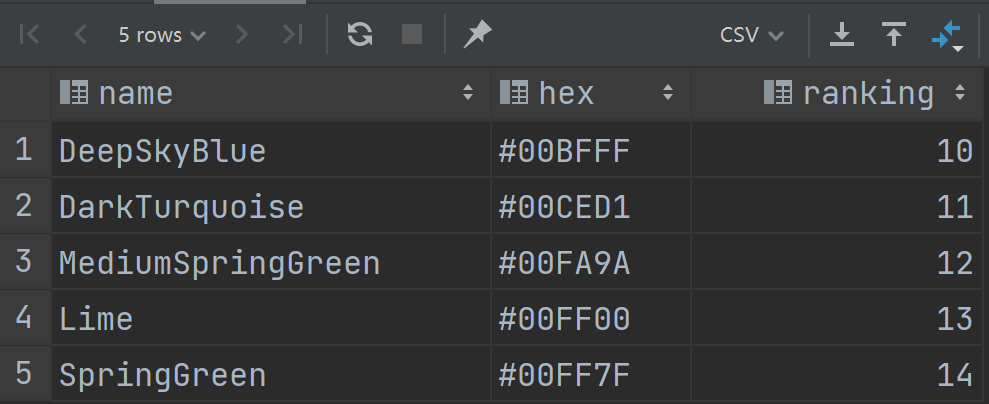 5 rows CSV
name hex ranking
1 DeepSkyBlue #00BFFF 10
2 DarkTurquoise #00CED1 11
3 MediumSpringGreen #00FA9A 12
4 Lime #00FF00 13
5 SpringGreen #00FF7F 14